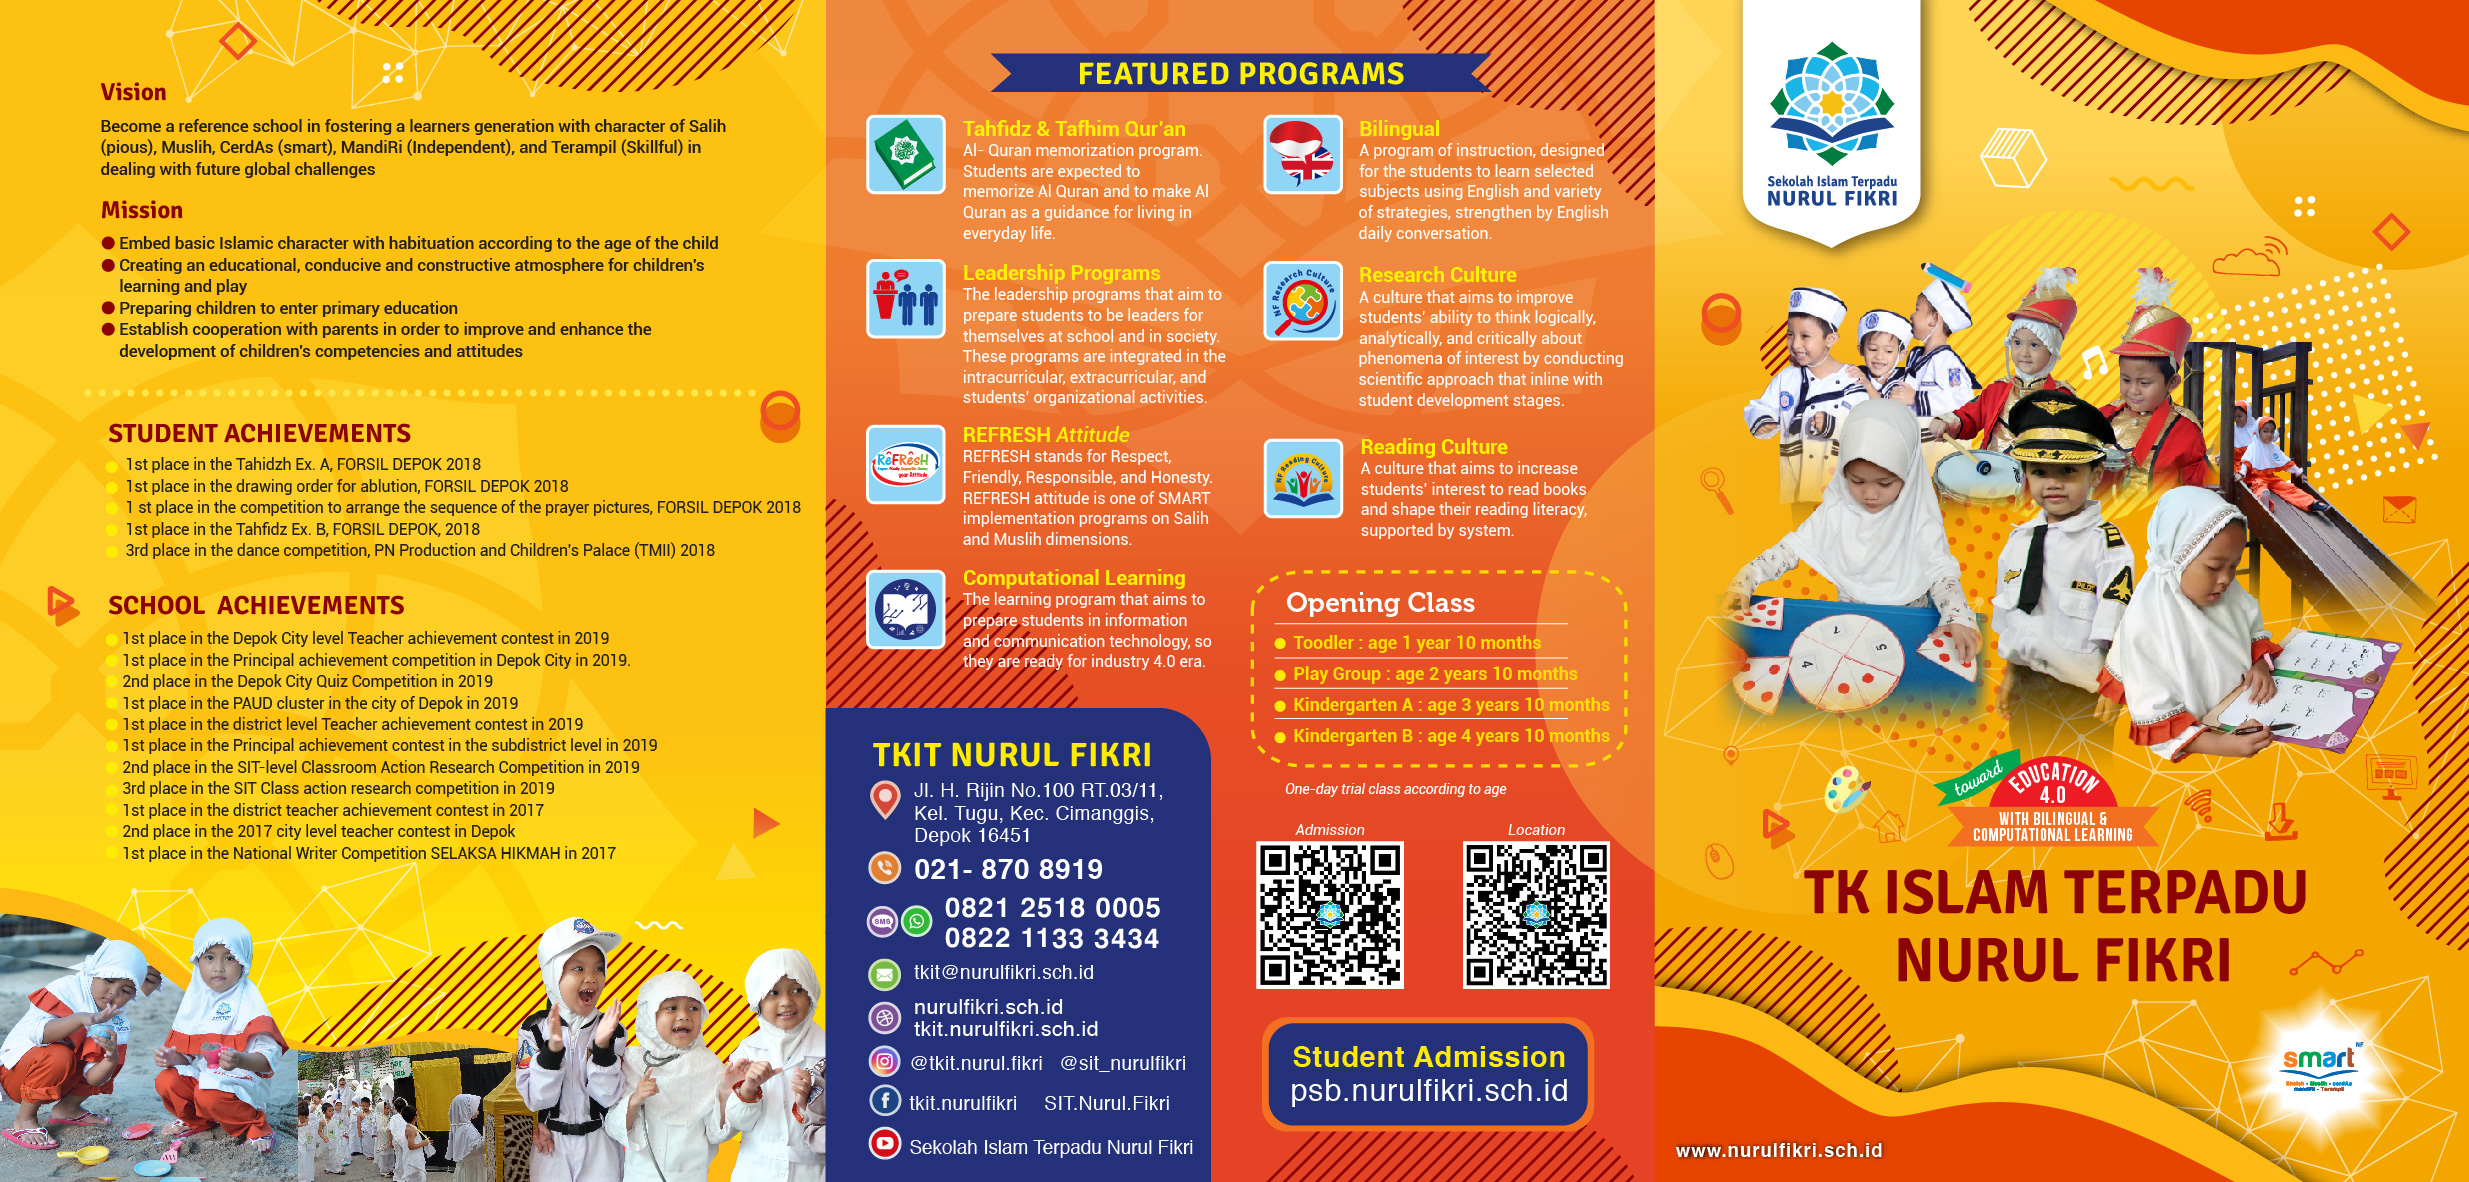 Vision
Become a reference school in fostering a learners generation with character of Salih
(pious), Muslih, CerdAs (smart), MandiRi (Independent), and Terampil (Skillful) in
dealing with future global challenges
Mission
Embed basic Islamic character with habituation according to the age of the child
Creating an educational, conducive and constructive atmosphere for children's
learning and play
Preparing children to enter primary education
Establish cooperation with parents in order to improve and enhance the
development of children's competencies and attitudes
STUDENT ACHIEVEMENTS
1st place in the Tahidzh Ex. A, FORSIL DEPOK 2018
1st place in the drawing order for ablution, FORSIL DEPOK 2018
1 st place in the competition to arrange the sequence of the prayer pictures, FORSIL DEPOK 2018
1st place in the Tahfidz Ex. B, FORSIL DEPOK, 2018
3rd place in the dance competition, PN Production and Children's Palace (TMII) 2018
SCHOOL ACHIEVEMENTS
1st place in the Depok City level Teacher achievement contest in 2019
1st place in the Principal achievement competition in Depok City in 2019.
2nd place in the Depok City Quiz Competition in 2019
1st place in the PAUD cluster in the city of Depok in 2019
1st place in the district level Teacher achievement contest in 2019
1st place in the Principal achievement contest in the subdistrict level in 2019
2nd place in the SIT-level Classroom Action Research Competition in 2019
3rd place in the SIT Class action research competition in 2019
1st place in the district teacher achievement contest in 2017
2nd place in the 2017 city level teacher contest in Depok
1st place in the National Writer Competition SELAKSA HIKMAH in 2017
FEATURED PROGRAMS
Tahfidz & Tafhim Qur'an
Al- Quran memorization program.
Students are expected to
memorize Al Quran and to make Al
Quran as a guidance for living in
everyday life.
Leadership Programs
The leadership programs that aim to
prepare students to be leaders for
themselves at school and in society.
These programs are integrated in the
intracurricular, extracurricular, and
students' organizational activities.
ReFResH
your Attitude
REFRESH Attitude
REFRESH stands for Respect,
Friendly, Responsible, and Honesty.
REFRESH attitude is one of SMART
implementation programs on Salih
and Muslih dimensions.
Computational Learning
The learning program that aims to
prepare students in information
and communication technology, so
they are ready for industry 4.0 era.
Bilingual
A program of instruction, designed
for the students to learn selected
subjects using English and variety
of strategies, strengthen by English
daily conversation.
NF Research Culture
Research Culture
A culture that aims to improve
students' ability to think logically,
analytically, and critically about
phenomena of interest by conducting
scientific approach that inline with
student development stages.
NF Reading Culture
Reading Culture
A culture that aims to increase
students' interest to read books
and shape their reading literacy,
supported by system.
Opening Class
Toodler : age 1 year 10 months
Play Group : age 2 years 10 months
Kindergarten A : age 3 years 10 months
Kindergarten B : age 4 years 10 months
One-day trial class according to age
Admission
Location
Student Admission
psb.nurulfikri.sch.id
TKIT NURUL FIKRI
Jl. H. Rijin No.100 RT.03/11,
Kel. Tugu, Kec. Cimanggis,
Depok 16451
021- 870 8919
SMS
0821 2518 0005
0822 1133 3434
tkit@nurulfikri.sch.id
nurulfikri.sch.id
tkit.nurulfikri.sch.id
@tkit.nurul.fikri @sit_nurulfikri
tkit.nurulfikri SIT.Nurul.Fikri
Sekolah Islam Terpadu Nurul Fikri
Sekolah Islam Terpadu
NURUL FIKRI
PILOT
7
4
5
toward
EDUCATION
4.0
WITH BILINGUAL &
COMPUTATIONAL LEARNING
TK ISLAM TERPADU
NURUL FIKRI
NF
smart
www.nurulfikri.sch.id